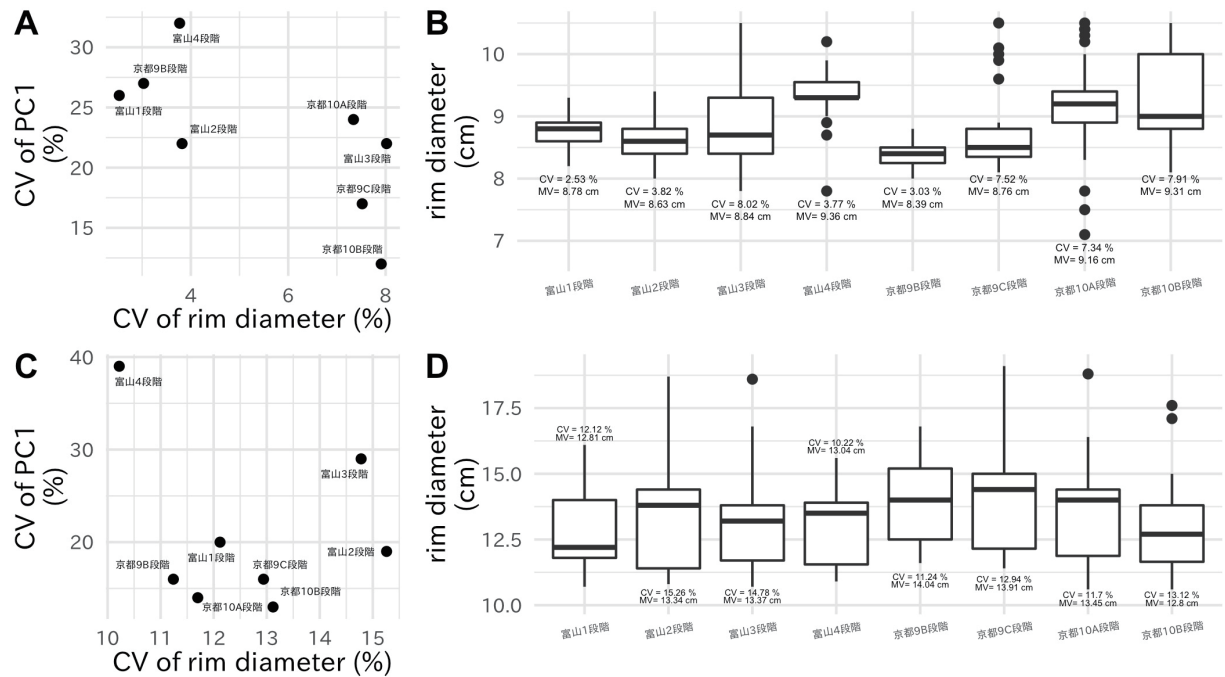 A
CV of PC1
(%)
30
25
20
15
富山4段階
京都9B段階
富山1段階
富山2段階
京都10A段階
富山3段階
京都9C段階
京都10B段階
4
6
8
CV of rim diameter (%)
B
rim diameter
(cm)
10
9
8
7
CV = 2.53 %
MV= 8.78 cm
CV = 3.82 %
MV= 8.63 cm
CV = 8.02 %
MV= 8.84 cm
CV = 3.77 %
MV= 9.36 cm
CV = 3.03 %
MV= 8.39 cm
CV = 7.52 %
MV= 8.76 cm
CV = 7.34 %
MV= 9.16 cm
CV = 7.91 %
MV= 9.31 cm
富山1段階
富山2段階
富山3段階
富山4段階
京都9B段階
京都9C段階
京都10A段階
京都10B段階
C
CV of PC1
(%)
40
30
20
富山4段階
富山3段階
富山1段階
富山2段階
京都9B段階
京都9C段階
京都10A段階
京都10B段階
10
11
12
13
14
15
CV of rim diameter (%)
D
rim diameter
(cm)
17.5
15.0
12.5
10.0
CV = 12.12 %
MV= 12.81 cm
CV = 15.26 %
MV= 13.34 cm
CV = 14.78 %
MV= 13.37 cm
CV = 10.22 %
MV= 13.04 cm
CV = 11.24 %
MV= 14.04 cm
CV = 12.94 %
MV= 13.91 cm
CV = 11.7 %
MV= 13.45 cm
CV = 13.12 %
MV= 12.8 cm
富山1段階
富山2段階
富山3段階
富山4段階
京都9B段階
京都9C段階
京都10A段階
京都10B段階